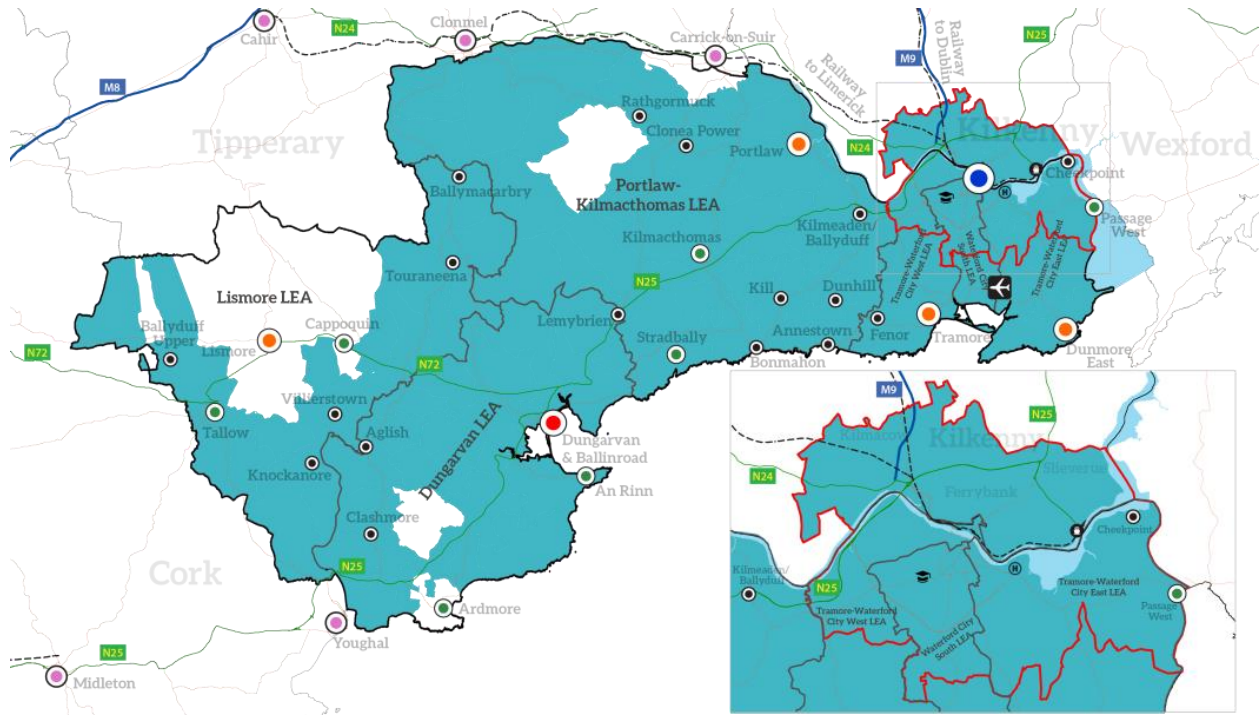 Cahir
N24
Clonmel
Carrick-on-Suir
M9
Railway
to Dublin
N25
Railway
to Limerick
M8
Tipperary
Rathgormuck
Clonea Power
Portlaw
N24
Kilkenny
Wexford
Cheekpoint
H
Ballymacarbry
Portlaw-
Kilmacthomas LEA
Passage
West
Kilmeaden/
Ballyduff
Kilmacthomas
Touraneena
Tramore-Waterford
City West LEA
Waterford City
South LEA
Tramore-Waterford
City East LEA
N25
Lismore LEA
Kill
Dunhill
Lemybrien
Ballyduff
Upper
Cappoquin
Lismore
Stradbally
Annestown
Fenor
Tramore
Dunmore
East
Bonmahon
N72
N72
Villierstown
Tallow
Aglish
Knockanore
Dungarvan LEA
Dungarvan
& Ballinroad
An Rinn
Clashmore
N25
Cork
Ardmore
Youghal
N25
Midleton
M9
N25
Kilkenny
Slieverue
N24
Ferrybank
Cheekpoint
H
Kilmeaden/
Ballyduff
N25
Tramore-Waterford
City East LEA
Tramore-Waterford
City West LEA
Passage
West
Waterford City
South LEA